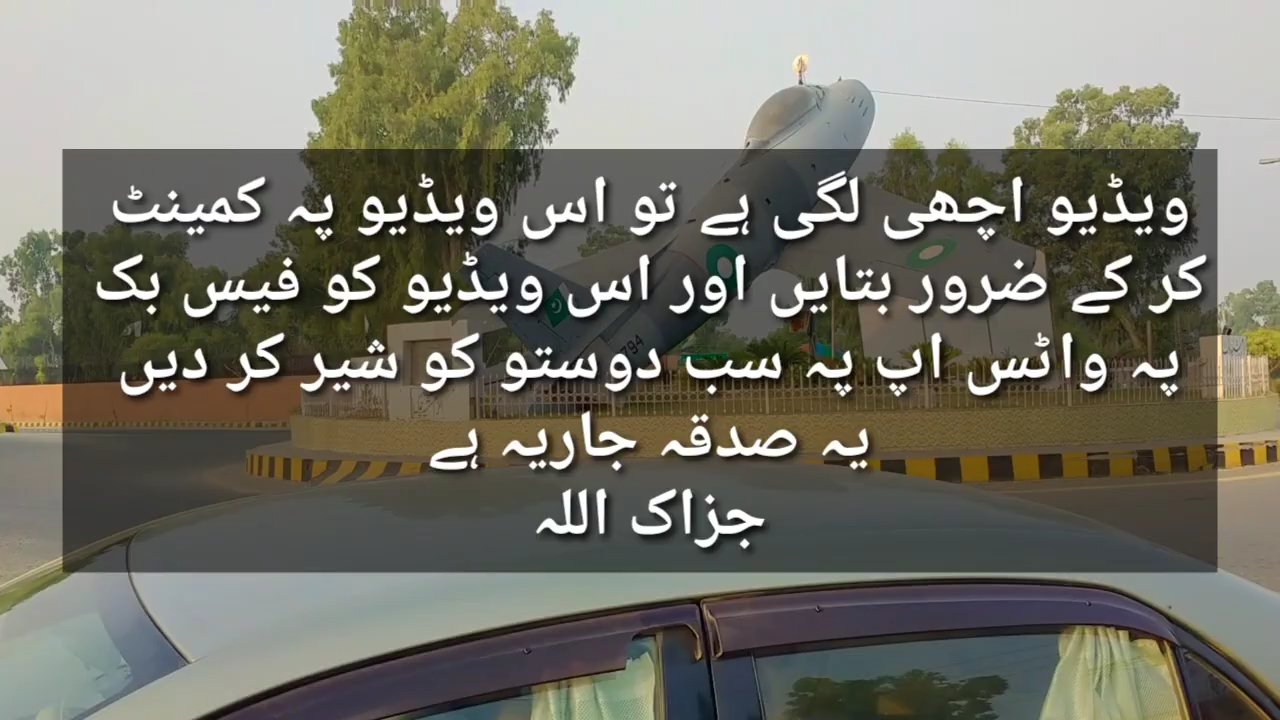 ویڈیو اچھی لگی ہے تو اس ویڈیو پہ کمینٹ
کر کے ضرور بتایں اور اس ویڈیو کو فیس بک
پہ واٹس اپ پہ سب دوستو کو شیر کر دیں
یہ صدقہ جاریہ ہے
جزاک اللہ
794